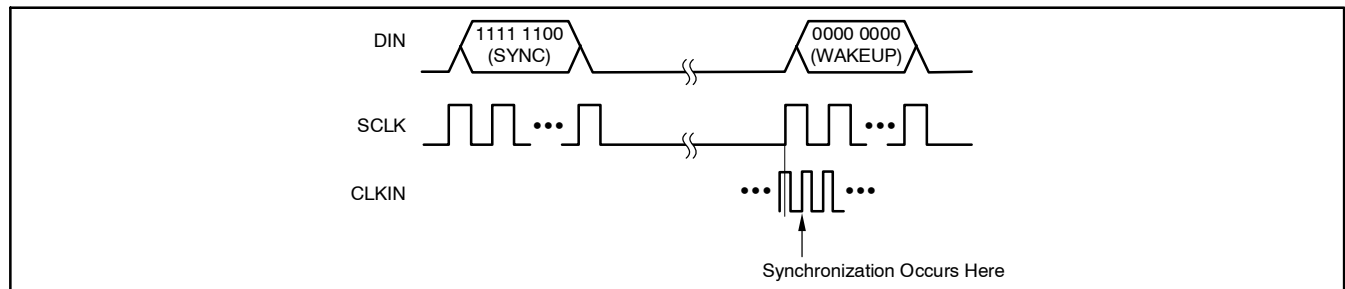 DIN
1111 1100
(SYNC)
0000 0000
(WAKEUP)
SCLK
CLKIN
Synchronization Occurs Here